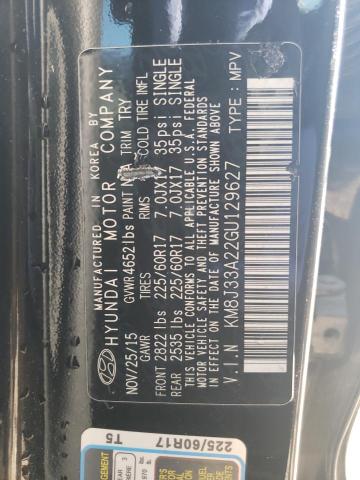 MANUFACTURED IN KOREA BY
HYUNDAI MOTOR COMPANY
NOV/25/15 GVWR4652lbs PAINT TRIM TRY
GAWR TIRES RIMS COLD TIRE INFL
FRONT 2822 lbs 225/60R17 7.0JX17 35psi SINGLE
REAR 2535 lbs 225/60R17 7.0JX17 35psi SINGLE
THIS VEHICLE CONFORMS TO ALL APPLICABLE U.S.A. FEDERAL
MOTOR VEHICLE SAFETY BUMPER AND THEFT PREVENTION STANDARDS
IN EFFECT ON THE DATE OF MANUFACTURE SHOWN ABOVE
V.I.N KM8J33A22GU129627 TYPE : MPV
225/60R17
T5